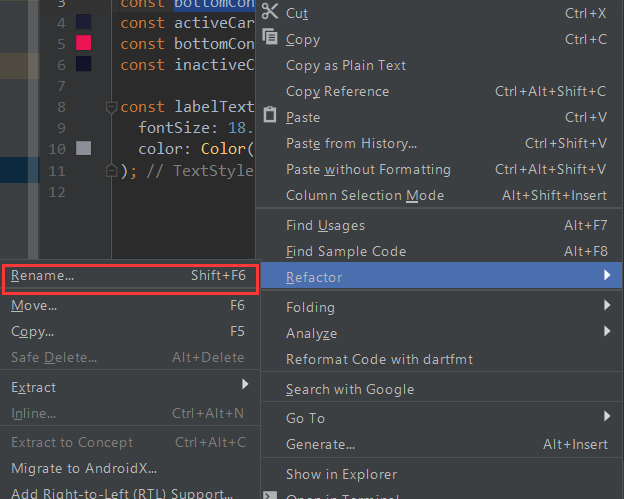 3 const bottomCon
4 const activeCar
5 const bottomCon
6 const inactiveC
7
8 const labelText
9 fontSize: 18.
10 color: Color(
11 ); // TextStyle
12
Cut Ctrl+X
Copy Ctrl+C
Copy as Plain Text
Copy Reference Ctrl+Alt+Shift+C
Paste Ctrl+V
Paste from History... Ctrl+Shift+V
Paste without Formatting Ctrl+Alt+Shift+V
Column Selection Mode Alt+Shift+Insert
Find Usages Alt+F7
Find Sample Code Alt+F8
Refactor
Folding
Analyze
Reformat Code with dartfmt
Search with Google
Go To
Generate... Alt+Insert
Show in Explorer
Open in Terminal
Rename... Shift+F6
Move... F6
Copy... F5
Safe Delete... Alt+Delete
Extract
Inline... Ctrl+Alt+N
Extract to Concept Ctrl+Alt+C
Migrate to AndroidX...
Add Right-to-Left (RTL) Support...